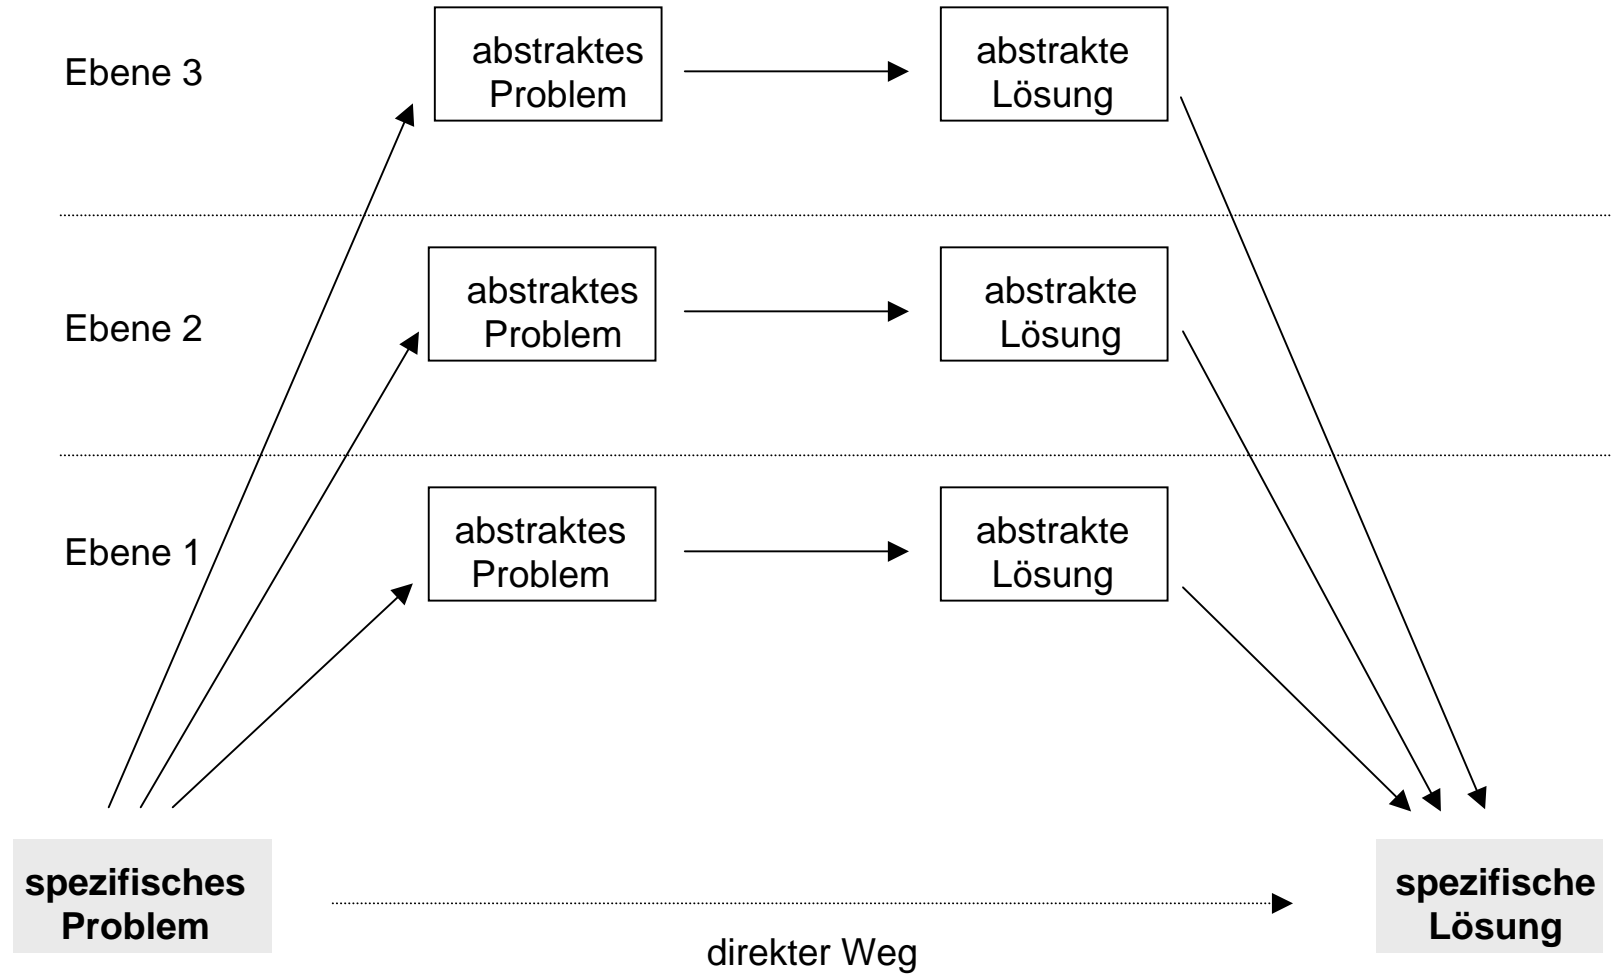 Ebene 3
abstraktes
Problem
abstrakte
Lösung
Ebene 2
abstraktes
Problem
abstrakte
Lösung
Ebene 1
abstraktes
Problem
abstrakte
Lösung
spezifisches
Problem
direkter Weg
spezifische
Lösung